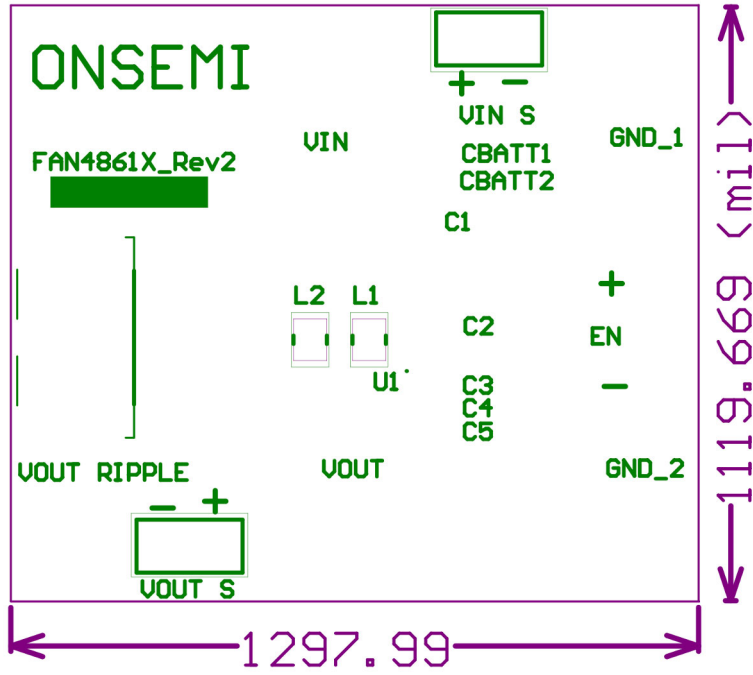 ONSEMI
+ −
VIN S
VIN
GND_1
FAN4861X_Rev2
CBATT1
CBATT2
C1
+
L2 L1
C2
EN
U1
C3
−
C4
C5
VOUT RIPPLE
VOUT
GND_2
− +
VOUT S
1297.99
1119.669 (mil)